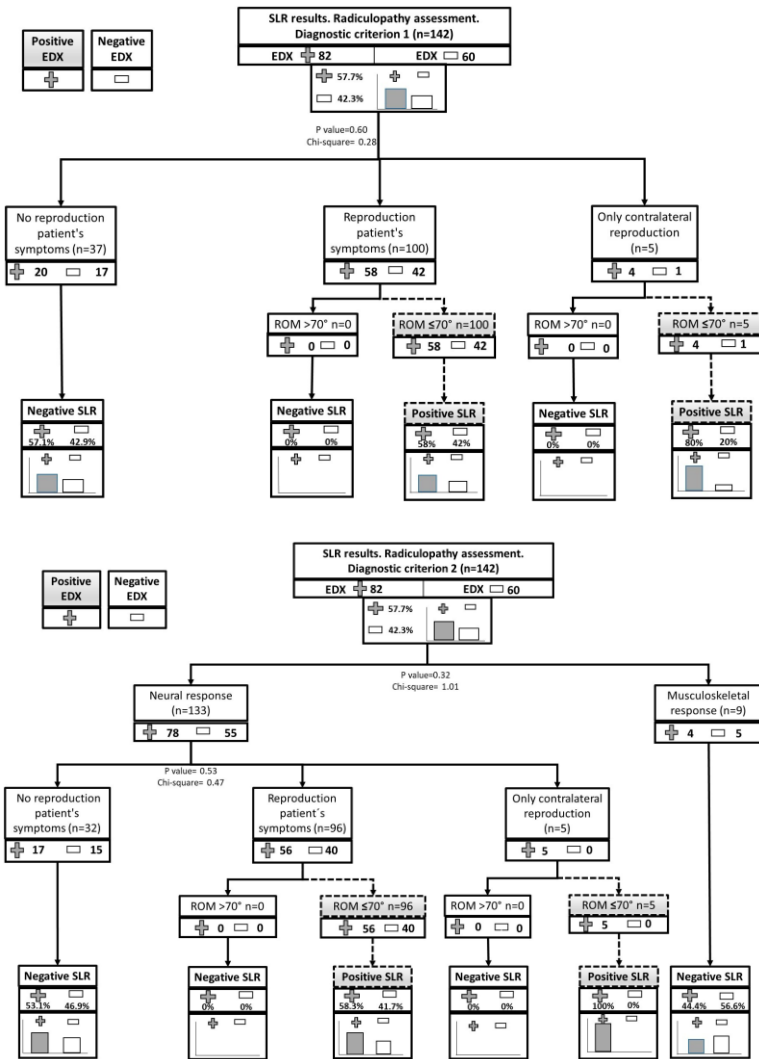 SLR results. Radiculopathy assessment.
Diagnostic criterion 1 (n=142)
Positive EDX
Negative EDX
EDX 82
EDX 60
57.7%
42.3%
P value=0.60
Chi-square= 0.28
No reproduction
patient's
symptoms (n=37)
20 17
Reproduction
patient's
symptoms (n=100)
58 42
Only contralateral
reproduction
(n=5)
4 1
ROM >70° n=0
0 0
ROM ≤70° n=100
58 42
ROM >70° n=0
0 0
ROM ≤70° n=5
4 1
Negative SLR
57.1% 42.9%
Negative SLR
0% 0%
Positive SLR
58% 42%
Negative SLR
0% 0%
Positive SLR
80% 20%
SLR results. Radiculopathy assessment.
Diagnostic criterion 2 (n=142)
Positive EDX
Negative EDX
EDX 82
EDX 60
57.7%
42.3%
P value=0.32
Chi-square= 1.01
Neural response
(n=133)
78 55
Musculoskeletal
response (n=9)
4 5
P value= 0.53
Chi-square= 0.47
No reproduction
patient's
symptoms (n=32)
17 15
Reproduction
patient´s
symptoms (n=96)
56 40
Only contralateral
reproduction
(n=5)
5 0
ROM >70° n=0
0 0
ROM ≤70° n=96
56 40
ROM >70° n=0
0 0
ROM ≤70° n=5
5 0
Negative SLR
53.1% 46.9%
Negative SLR
0% 0%
Positive SLR
58.3% 41.7%
Negative SLR
0% 0%
Positive SLR
100% 0%
Negative SLR
44.4% 56.6%